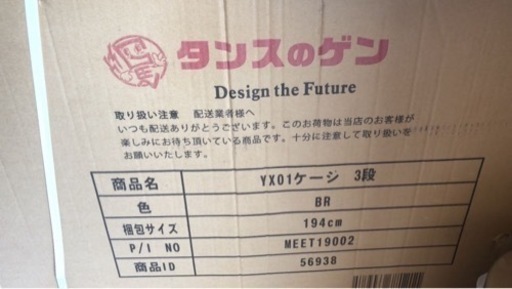 タンスのゲン
Design the Future
取り扱い注意 配送業者様へ
いつも配送ありがとうございます。このお荷物は当店のお客様が
楽しみにお待ち頂いている商品です。十分に注意して取り扱いを
お願いいたします。
商品名 YX01ケージ 3段
色 BR
梱包サイズ 194cm
P/I NO MEET19002
商品ID 56938